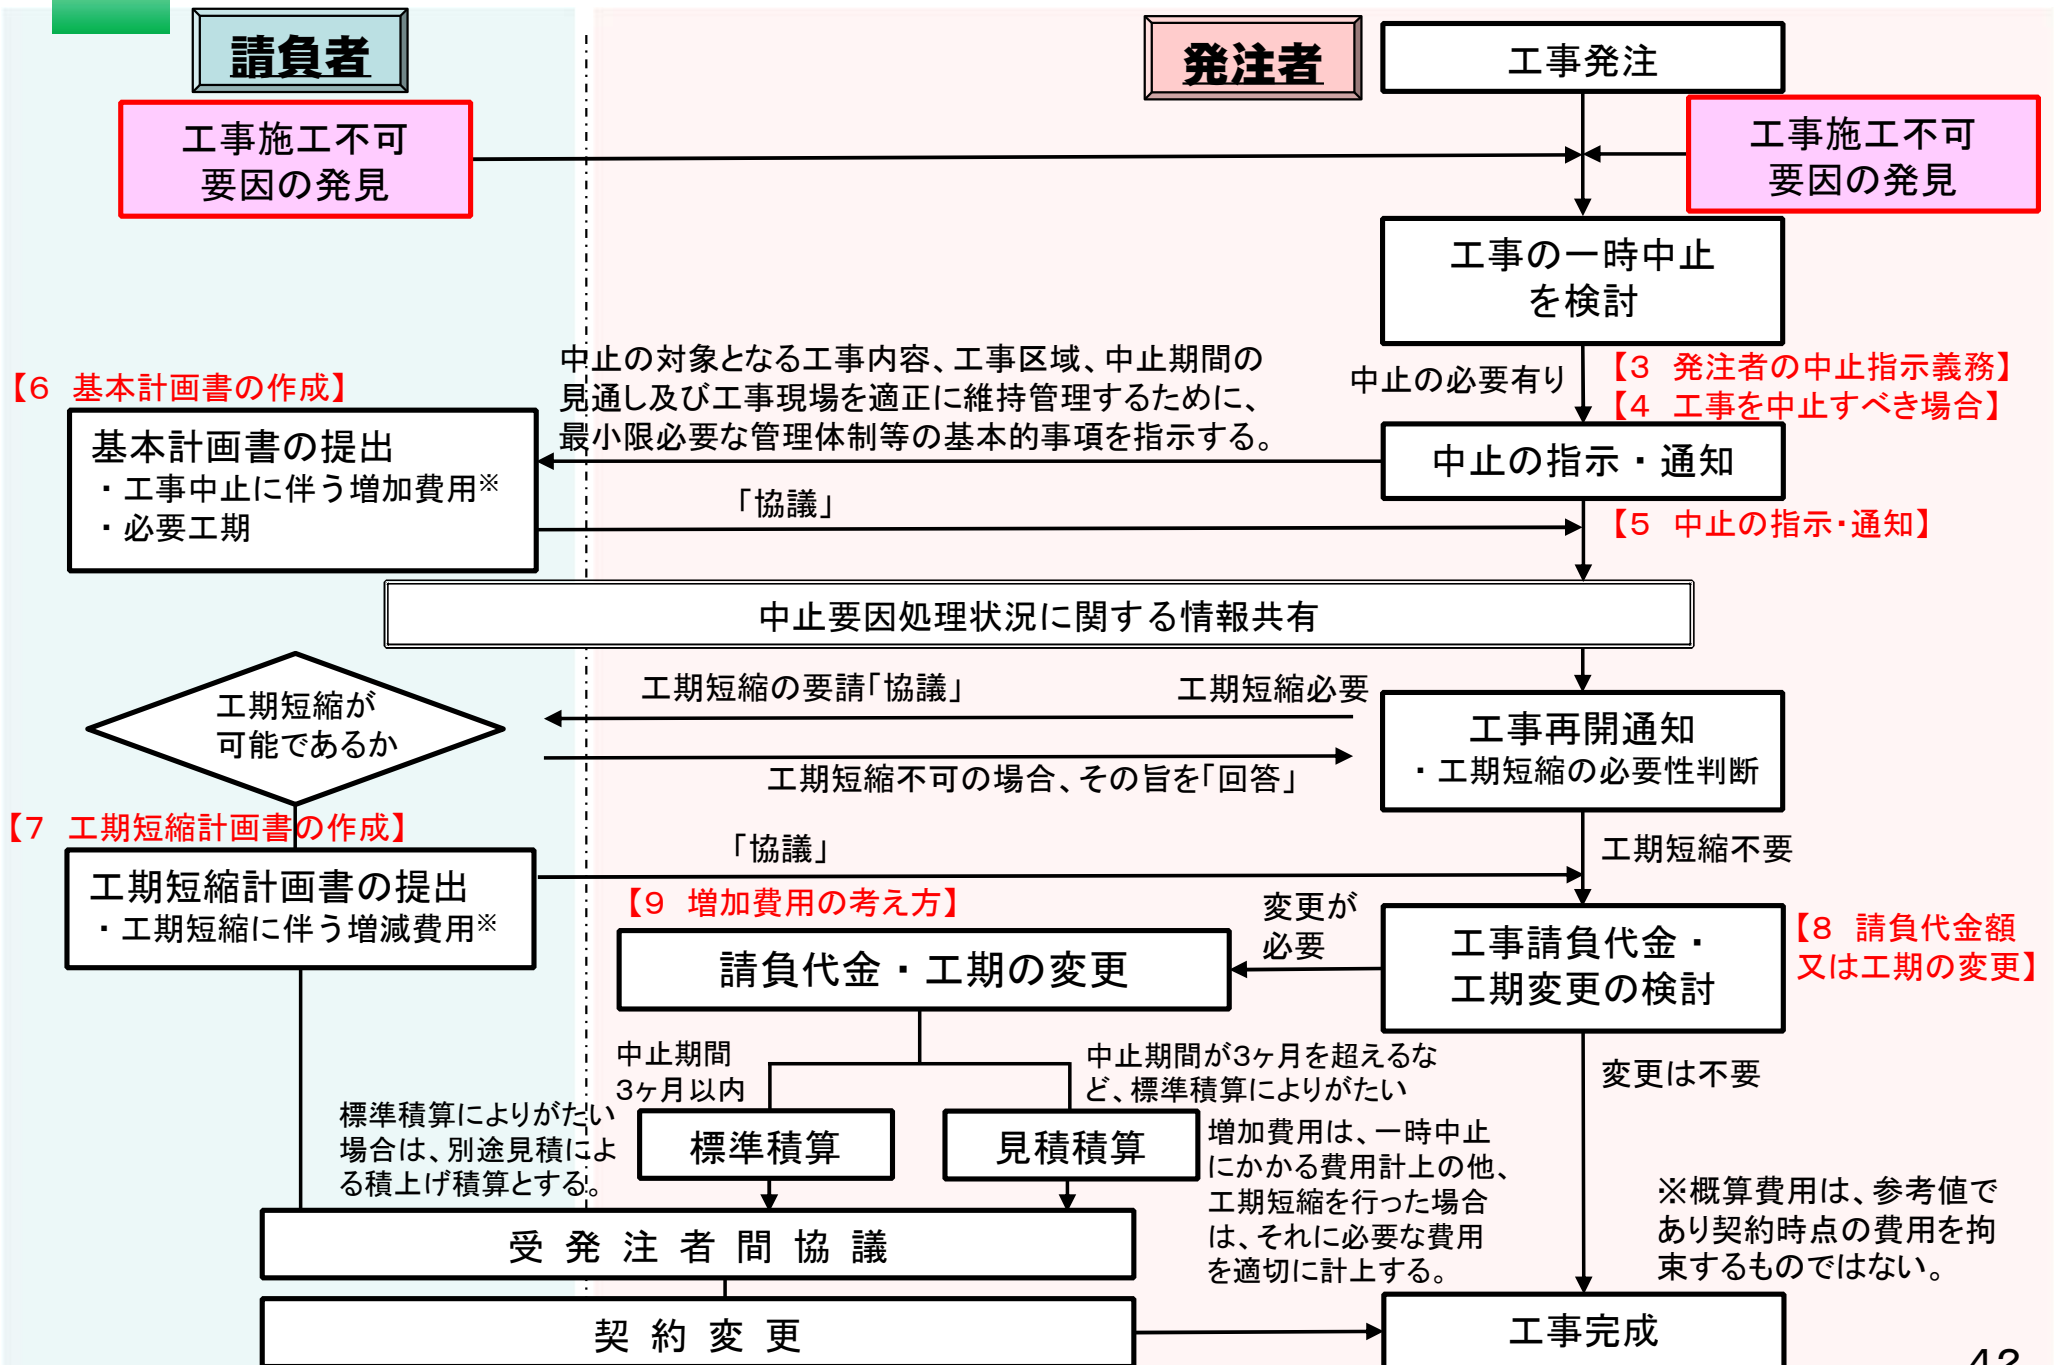 請負者
発注者
工事発注
工事施工不可
要因の発見
工事施工不可
要因の発見
工事の一時中止
を検討
中止の対象となる工事内容、工事区域、中止期間の
見通し及び工事現場を適正に維持管理するために、
最小限必要な管理体制等の基本的事項を指示する。
中止の必要有り
【3 発注者の中止指示義務】
【4 工事を中止すべき場合】
【6 基本計画書の作成】
基本計画書の提出
・工事中止に伴う増加費用※
・必要工期
中止の指示・通知
「協議」
【5 中止の指示・通知】
中止要因処理状況に関する情報共有
工期短縮が
可能であるか
工期短縮の要請「協議」
工期短縮必要
工期短縮不可の場合、その旨を「回答」
工事再開通知
・工期短縮の必要性判断
【7 工期短縮計画書の作成】
工期短縮計画書の提出
・工期短縮に伴う増減費用※
「協議」
工期短縮不要
【9 増加費用の考え方】
変更が
必要
請負代金・工期の変更
工事請負代金・
工期変更の検討
【8 請負代金額
又は工期の変更】
中止期間
3ヶ月以内
中止期間が3ヶ月を超えるな
ど、標準積算によりがたい
変更は不要
標準積算によりがたい
場合は、別途見積によ
る積上げ積算とする。
標準積算
見積積算
増加費用は、一時中止
にかかる費用計上の他、
工期短縮を行った場合
は、それに必要な費用
を適切に計上する。
※概算費用は、参考値で
あり契約時点の費用を拘
束するものではない。
受発注者間協議
契約変更
工事完成
42